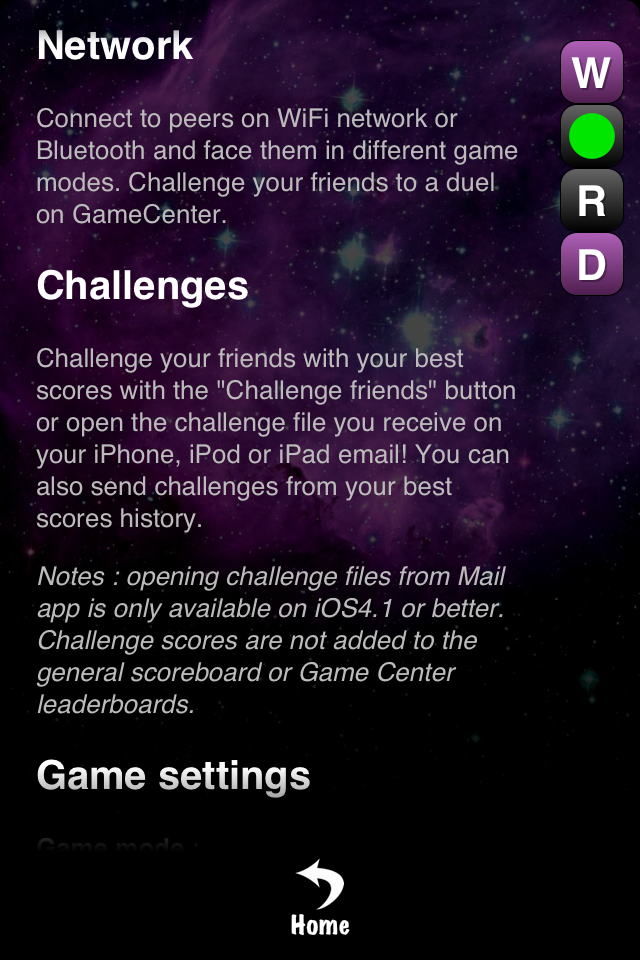 Network
W
Connect to peers on WiFi network or
Bluetooth and face them in different game
modes. Challenge your friends to a duel
on GameCenter.
R
D
Challenges
Challenge your friends with your best
scores with the "Challenge friends" button
or open the challenge file you receive on
your iPhone, iPod or iPad email! You can
also send challenges from your best
scores history.
Notes : opening challenge files from Mail
app is only available on iOS4.1 or better.
Challenge scores are not added to the
general scoreboard or Game Center
leaderboards.
Game settings
Game mode :
Home